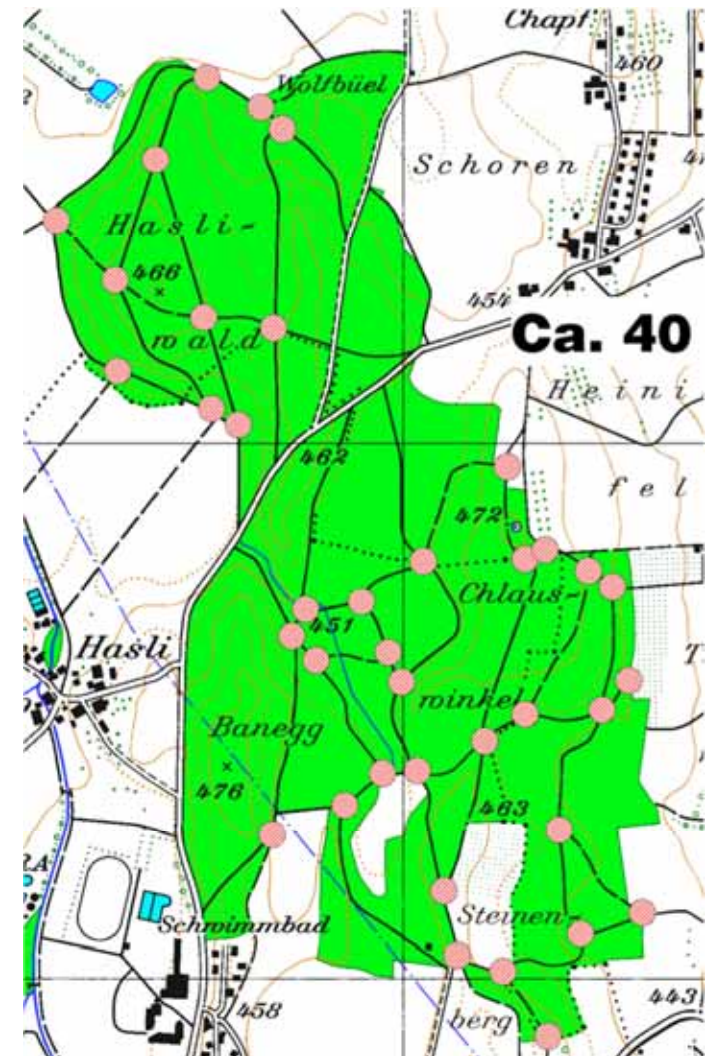 Chapf
460
Wolfbüel
Schoren
Hasli-
466
454
wald
Ca. 40
Heini
462
fel
472
Chlaus-
451
Hasli
T
winkel
Banegg
476
463
Steinen-
Schwimmbad
443
458
berg